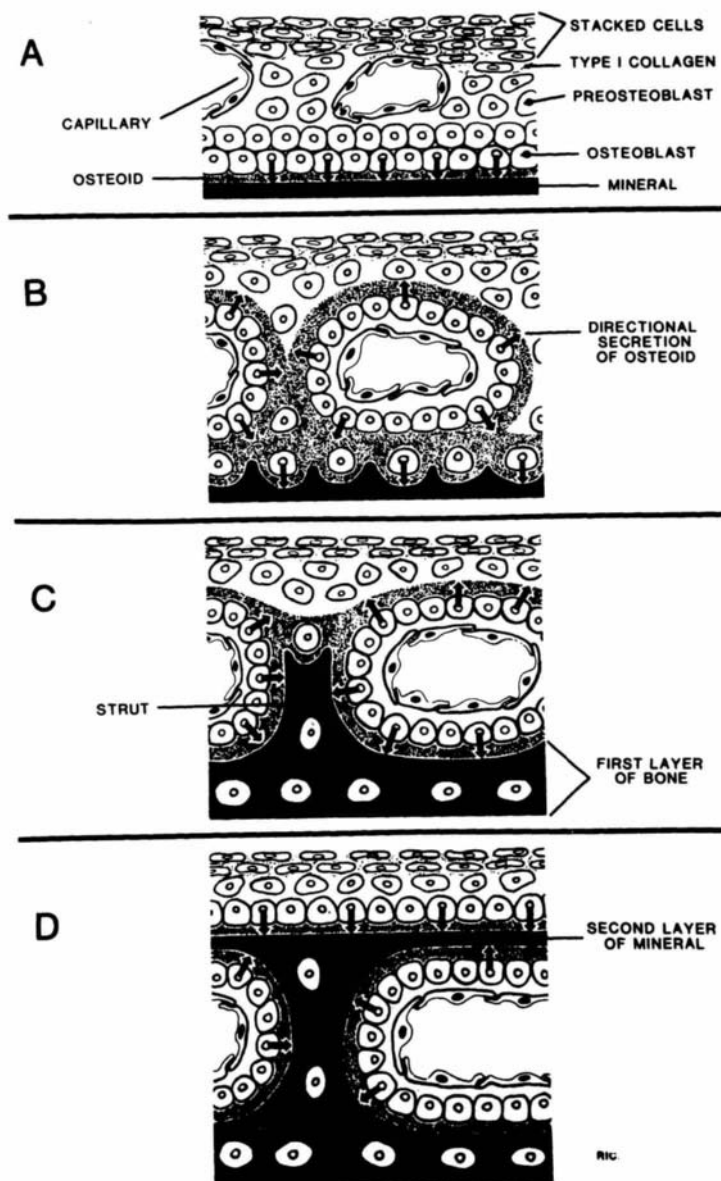 A
STACKED CELLS
TYPE I COLLAGEN
PREOSTEOBLAST
CAPILLARY
OSTEOBLAST
OSTEOID
MINERAL
B
DIRECTIONAL
SECRETION
OF OSTEOID
C
STRUT
FIRST LAYER
OF BONE
D
SECOND LAYER
OF MINERAL
RIC.